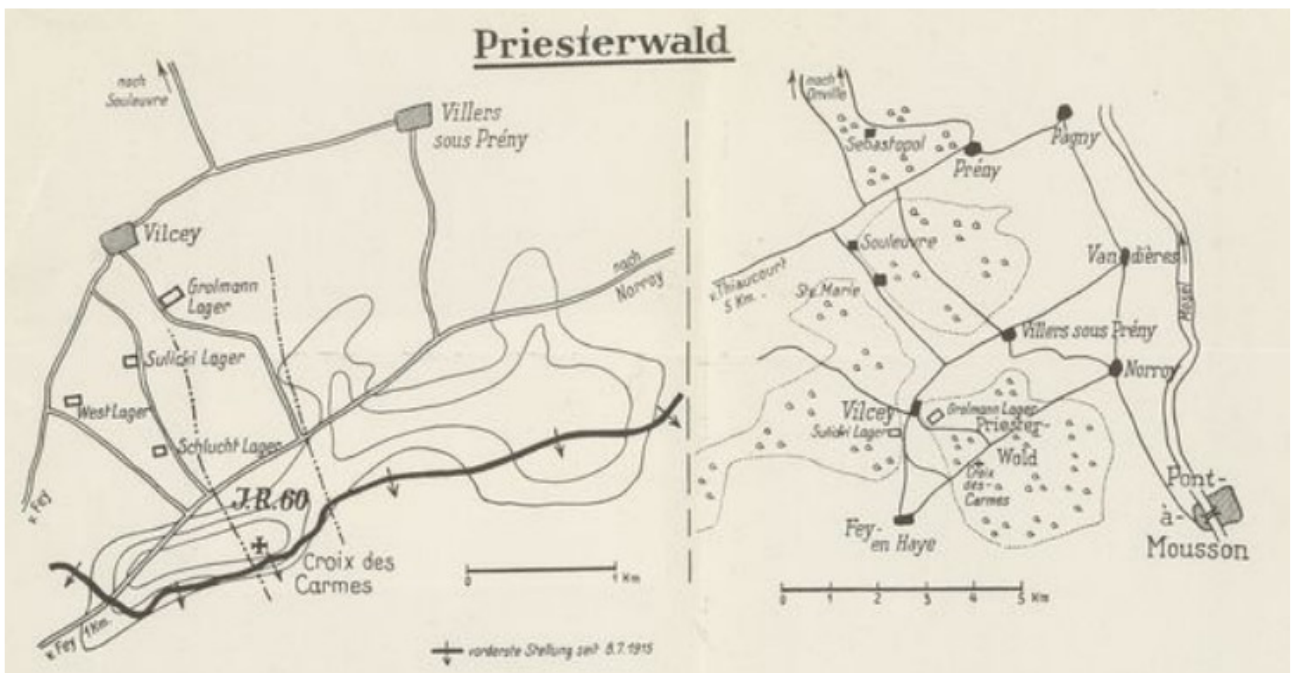 Priesterwald
nach
Souleuvre
Villers
sous Prény
Vilcey
Grolmann
Lager
nach
Norroy
Sulicki Lager
West Lager
Schlucht Lager
v. Fey
J.R. 60
Croix des
Carmes
0 1 Km
v. Fey 1 Km.
vorderste Stellung seit 8.7.1915
nach
Onville
Sebastopol
Pagny
Prény
Souleuvre
Vandières
v. Thiaucourt
5 Km.
Ste. Marie
Mosel
Villers sous Prény
Norroy
Vilcey
Grolmann Lager
Sulicki Lager
Priester-
Wald
Croix
des-
Carmes
Pont-
à-
Mousson
Fey-
en Haye
0 1 2 3 4 5 Km